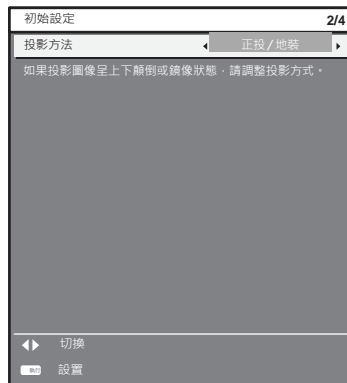 初始設定 2/4
投影方法 正投/地裝
如果投影圖像呈上下顛倒或鏡像狀態,請調整投影方式。
切換
執行 設置